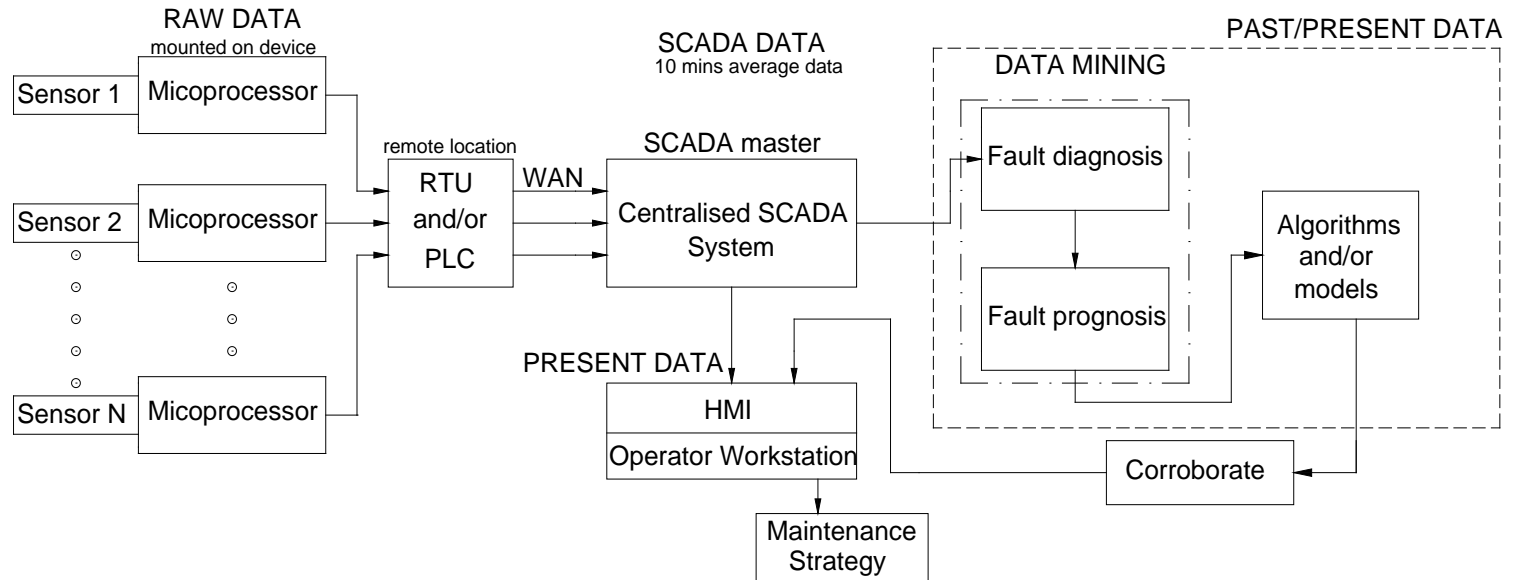 RAW DATA
mounted on device
Sensor 1
Micoprocessor
Sensor 2
Micoprocessor
Sensor N
Micoprocessor
remote location
RTU
and/or
PLC
WAN
SCADA DATA
10 mins average data
SCADA master
Centralised SCADA
System
PRESENT DATA
HMI
Operator Workstation
Maintenance
Strategy
PAST/PRESENT DATA
DATA MINING
Fault diagnosis
Fault prognosis
Algorithms
and/or
models
Corroborate